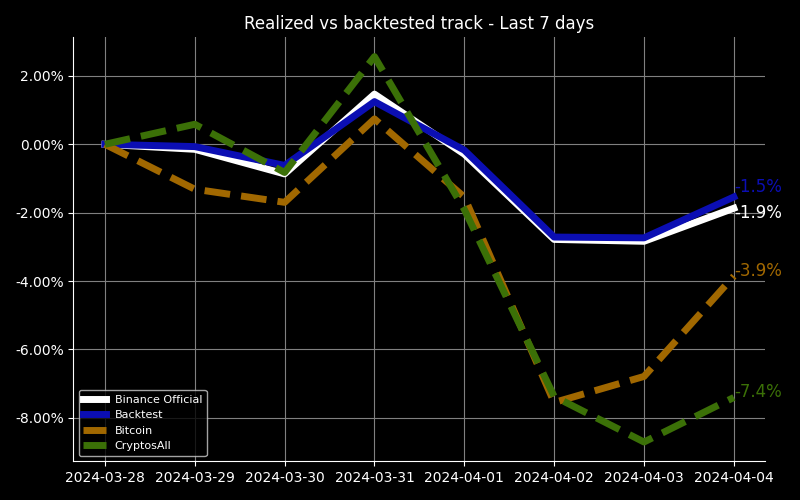 Realized vs backtested track - Last 7 days
2.00%
0.00%
-2.00%
-4.00%
-6.00%
-8.00%
-1.5%
-1.9%
-3.9%
-7.4%
Binance Official
Backtest
Bitcoin
CryptosAll
2024-03-28 2024-03-29 2024-03-30 2024-03-31 2024-04-01 2024-04-02 2024-04-03 2024-04-04